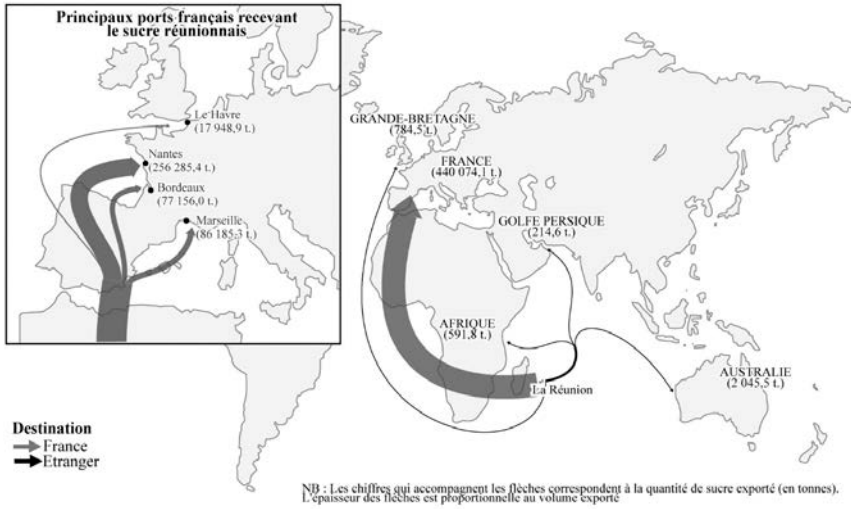 Principaux ports français recevant
le sucre réunionnais
Le Havre
(17 948,9 t.)
Nantes
(256 285,4 t.)
Bordeaux
(77 156,0 t.)
Marseille
(86 185,3 t.)
GRANDE-BRETAGNE
(784,5 t.)
FRANCE
(440 074,1 t.)
GOLFE PERSIQUE
(214,6 t.)
AFRIQUE
(591,8 t.)
La Réunion
AUSTRALIE
(2 045,5 t.)
Destination
France
Etranger
NB : Les chiffres qui accompagnent les flèches correspondent à la quantité de sucre exporté (en tonnes).
L'épaisseur des flèches est proportionnelle au volume exporté